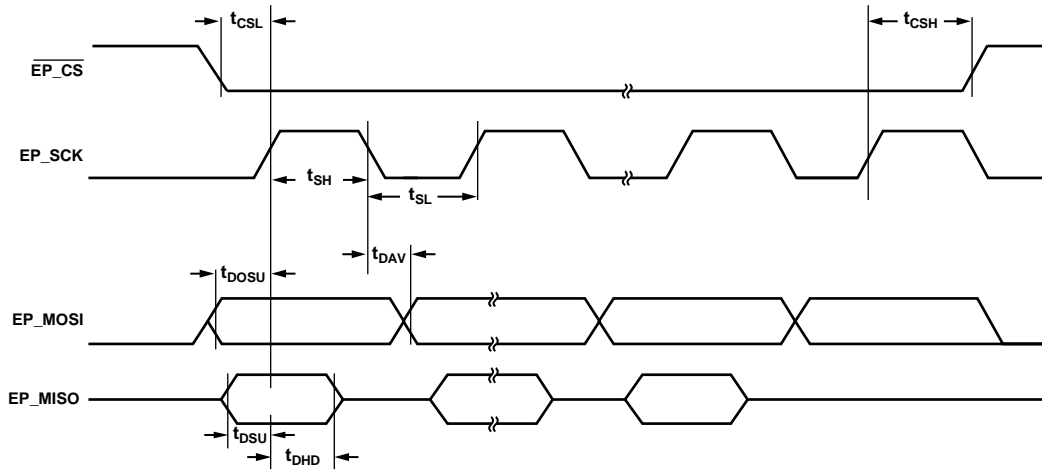 tCSL
tCSH
EP_CS
EP_SCK
tSH
tSL
tDAV
tDOSU
EP_MOSI
EP_MISO
tDSU
tDHD